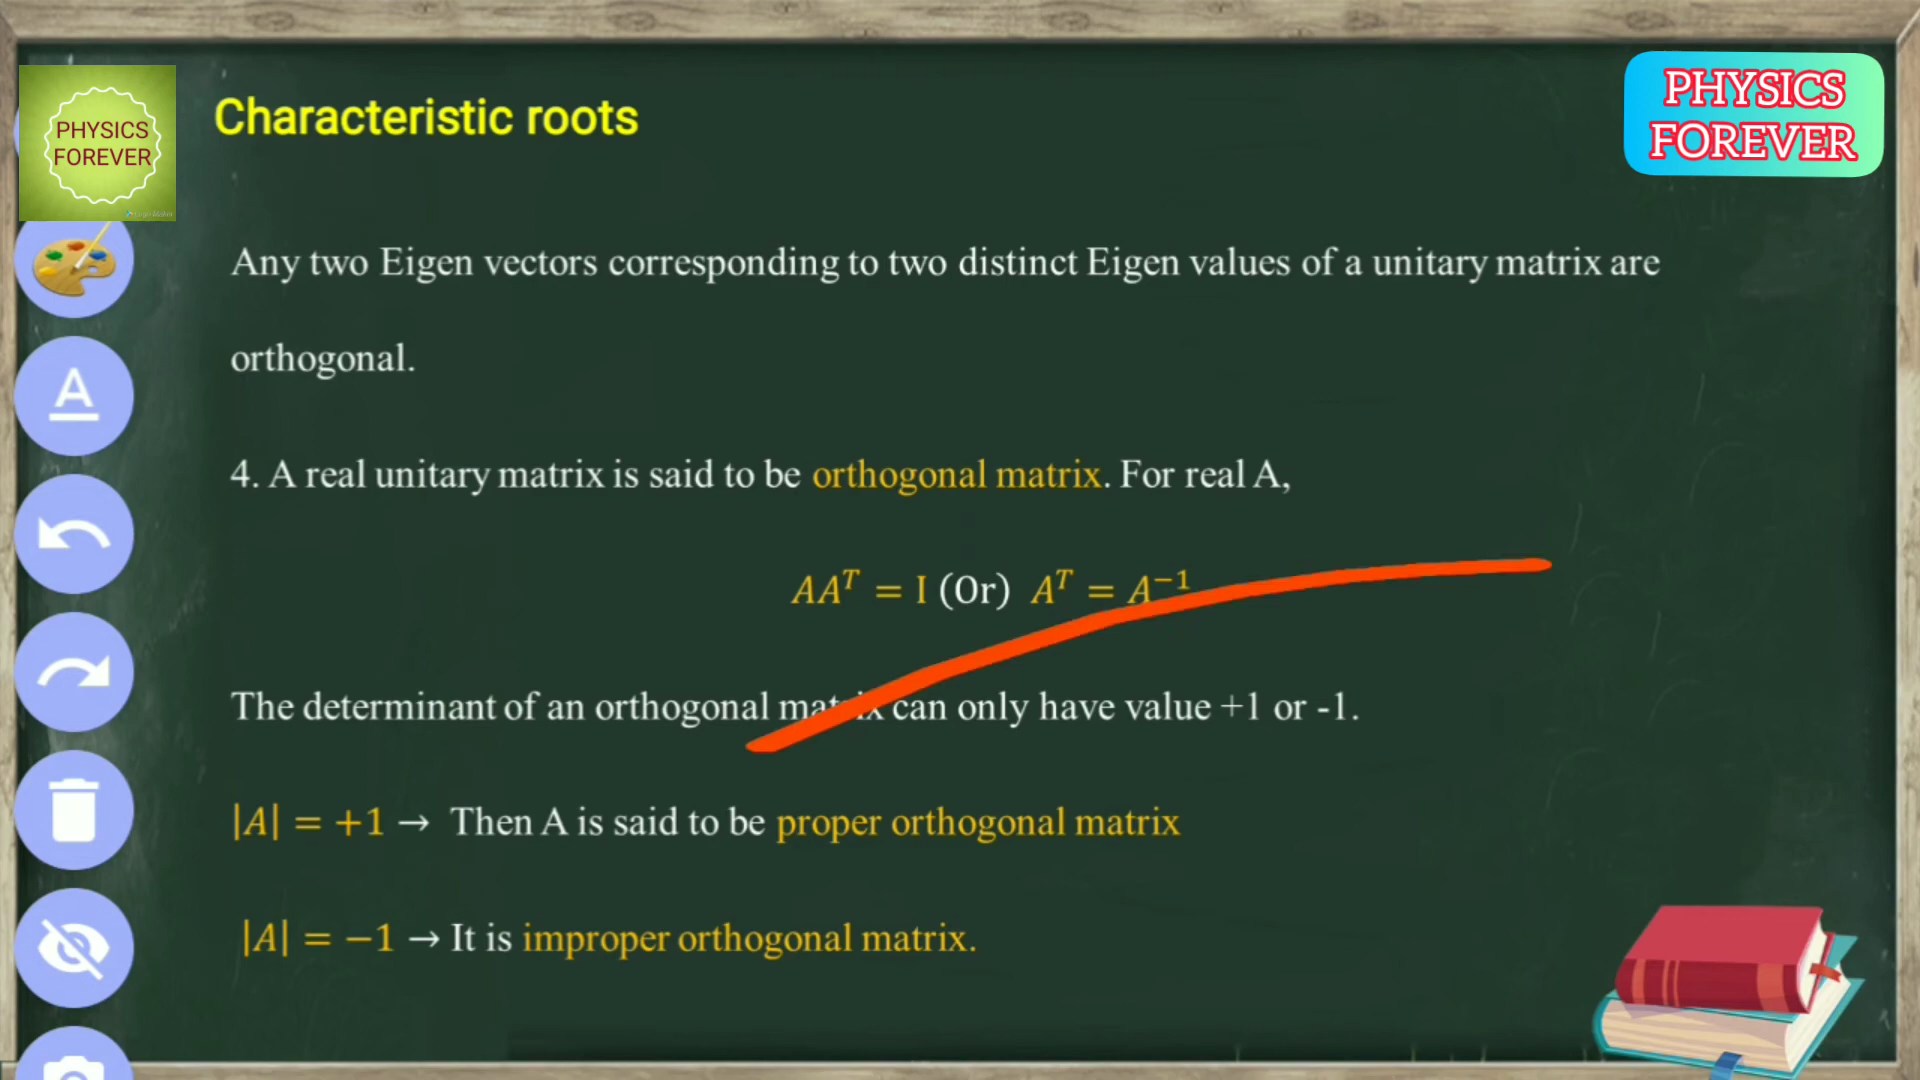 PHYSICS
FOREVER
Characteristic roots
PHYSICS
FOREVER
Any two Eigen vectors corresponding to two distinct Eigen values of a unitary matrix are
orthogonal.
A
4. A real unitary matrix is said to be orthogonal matrix. For real A,
AAᵀ = I (Or) Aᵀ = A⁻¹
The determinant of an orthogonal matrix can only have value +1 or -1.
|A| = +1 → Then A is said to be proper orthogonal matrix
|A| = −1 → It is improper orthogonal matrix.